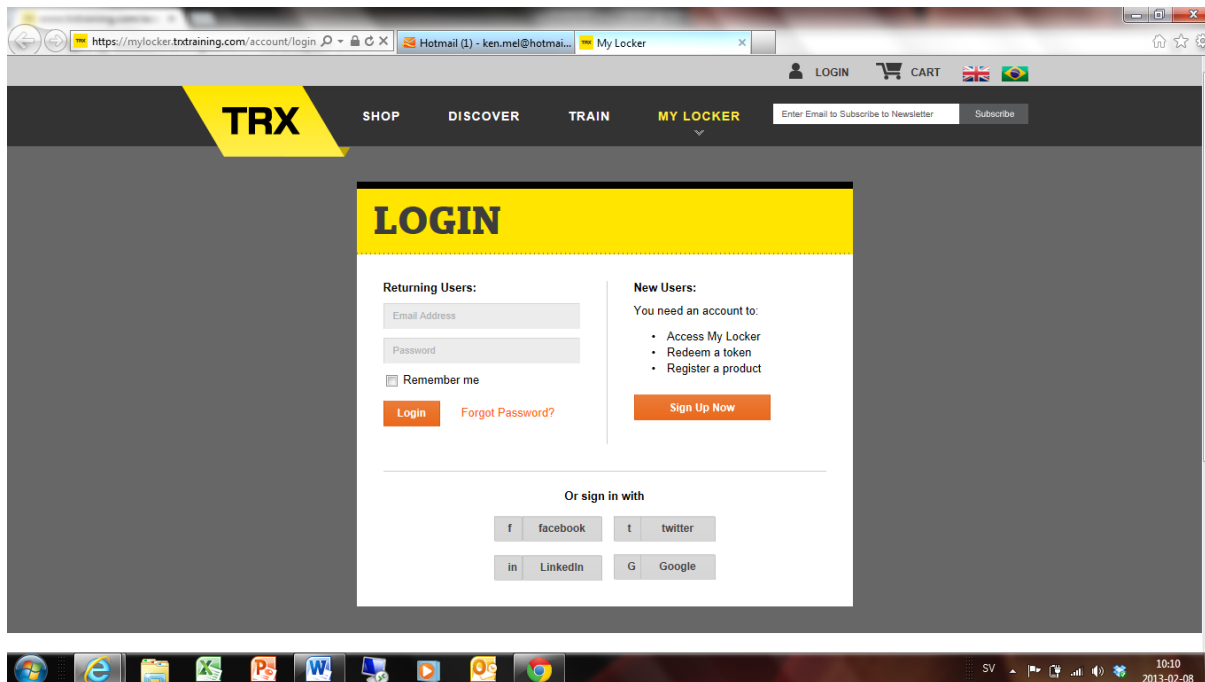 https://mylocker.trxtraining.com/account/login
Hotmail (1) - ken.mel@hotmai...
TRX My Locker
LOGIN
CART
TRX
SHOP
DISCOVER
TRAIN
MY LOCKER
Enter Email to Subscribe to Newsletter
Subscribe
LOGIN
Returning Users:
Email Address
Password
Remember me
Login
Forgot Password?
New Users:
You need an account to:
• Access My Locker
• Redeem a token
• Register a product
Sign Up Now
Or sign in with
f facebook
t twitter
in LinkedIn
G Google
SV
10:10
2013-02-08